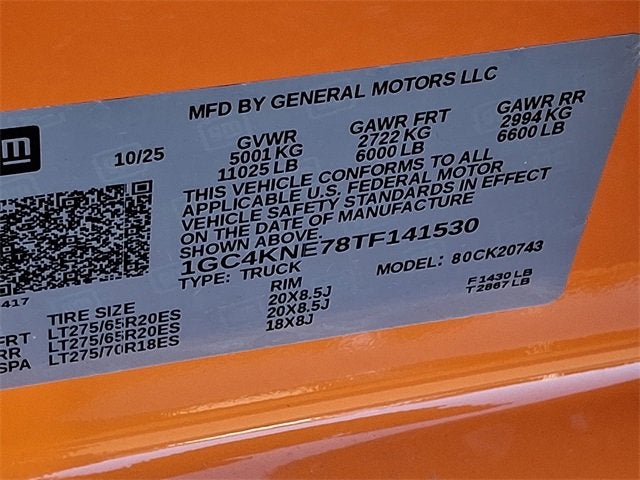 MFD BY GENERAL MOTORS LLC
gm
10/25
GVWR GAWR FRT GAWR RR
5001 KG 2722 KG 2994 KG
11025 LB 6000 LB 6600 LB
THIS VEHICLE CONFORMS TO ALL
APPLICABLE U.S. FEDERAL MOTOR
VEHICLE SAFETY STANDARDS IN EFFECT
ON THE DATE OF MANUFACTURE
SHOWN ABOVE.
1GC4KNE78TF141530
TYPE: TRUCK MODEL: 80CK20743
417
TIRE SIZE RIM F1430 LB
FRT LT275/65R20ES 20X8.5J T2867 LB
RR LT275/65R20ES 20X8.5J
SPA LT275/70R18ES 18X8J